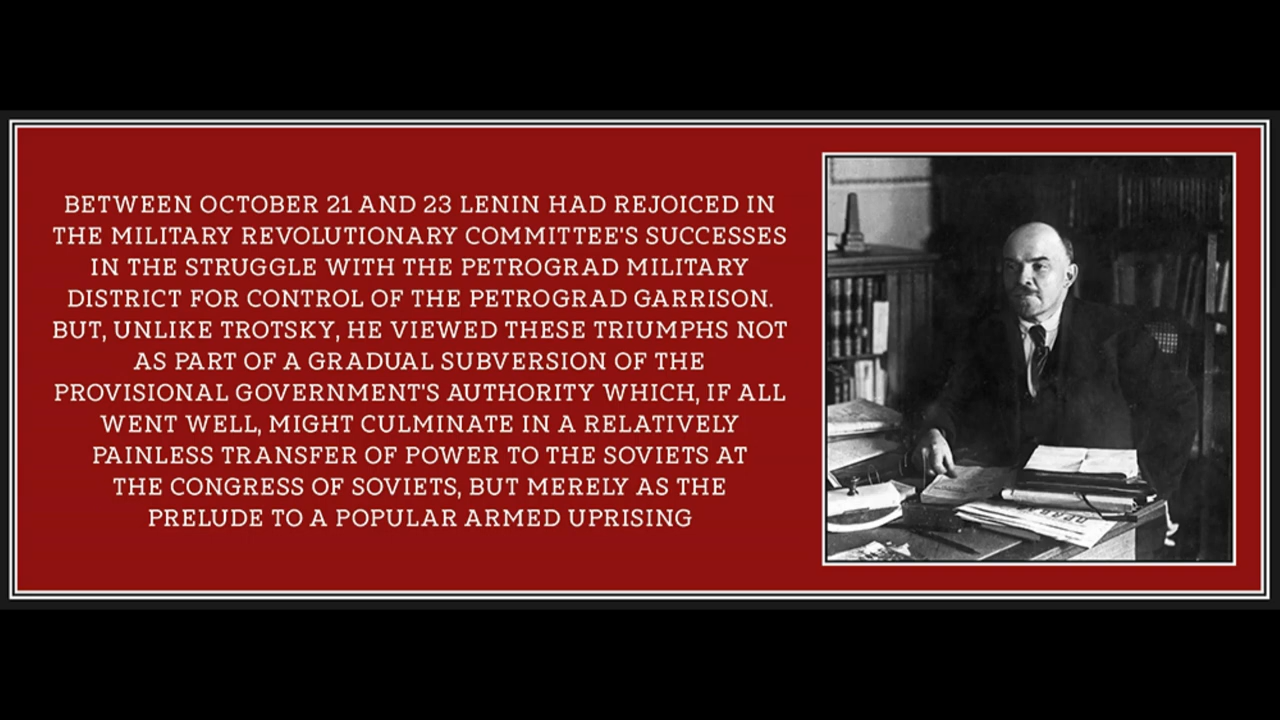 BETWEEN OCTOBER 21 AND 23 LENIN HAD REJOICED IN
THE MILITARY REVOLUTIONARY COMMITTEE'S SUCCESSES
IN THE STRUGGLE WITH THE PETROGRAD MILITARY
DISTRICT FOR CONTROL OF THE PETROGRAD GARRISON.
BUT, UNLIKE TROTSKY, HE VIEWED THESE TRIUMPHS NOT
AS PART OF A GRADUAL SUBVERSION OF THE
PROVISIONAL GOVERNMENT'S AUTHORITY WHICH, IF ALL
WENT WELL, MIGHT CULMINATE IN A RELATIVELY
PAINLESS TRANSFER OF POWER TO THE SOVIETS AT
THE CONGRESS OF SOVIETS, BUT MERELY AS THE
PRELUDE TO A POPULAR ARMED UPRISING